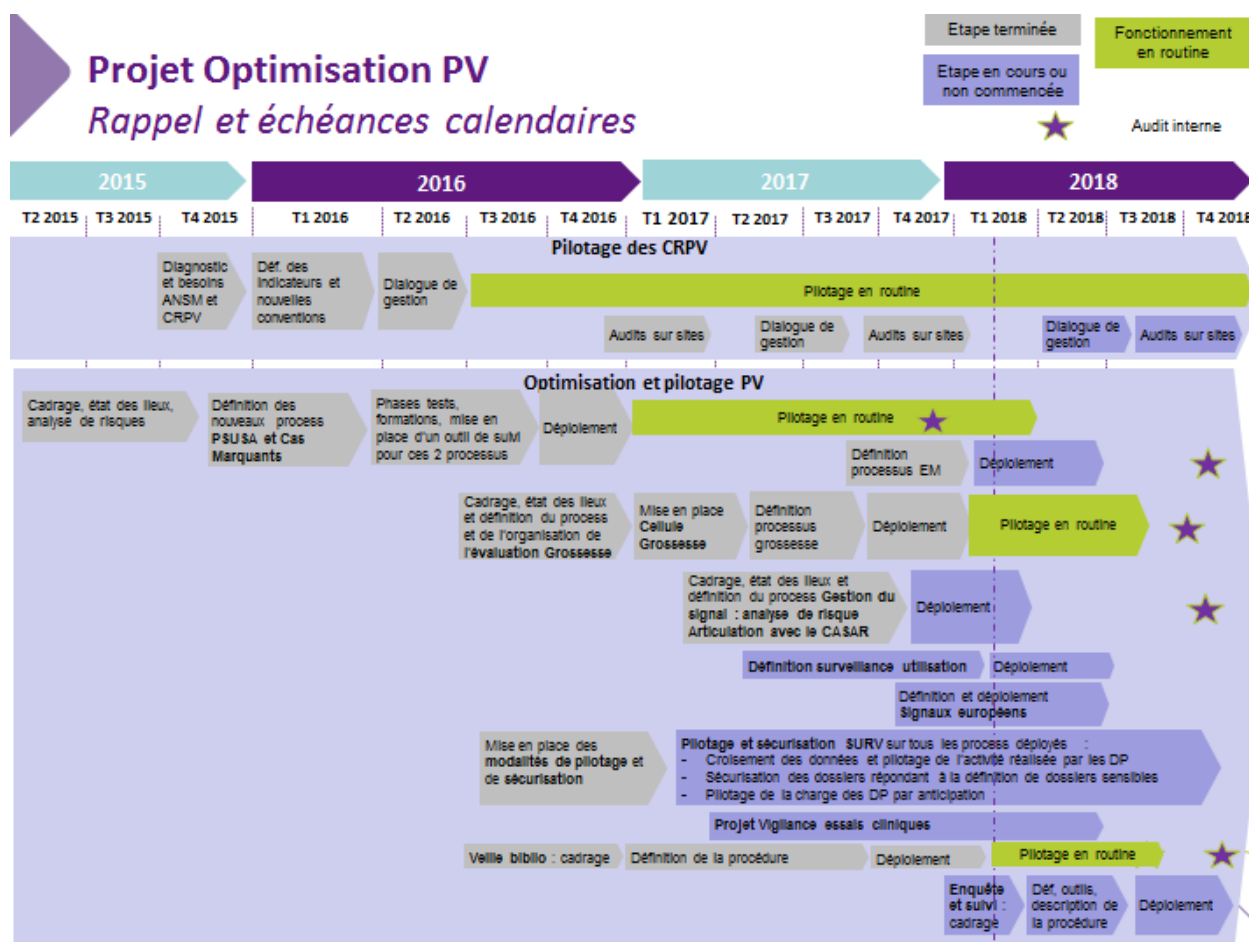 Projet Optimisation PV
Rappel et échéances calendaires
Etape terminée
Fonctionnement
en routine
Etape en cours ou
non commencée
Audit interne
2015
2016
2017
2018
T2 2015
T3 2015
T4 2015
T1 2016
T2 2016
T3 2016
T4 2016
T1 2017
T2 2017
T3 2017
T4 2017
T1 2018
T2 2018
T3 2018
T4 2018
Pilotage des CRPV
Diagnostic
et besoins
ANSM et
CRPV
Déf. des
indicateurs et
nouvelles
conventions
Dialogue de
gestion
Pilotage en routine
Audits sur sites
Dialogue de
gestion
Audits sur sites
Dialogue de
gestion
Audits sur sites
Optimisation et pilotage PV
Cadrage, état des lieux,
analyse de risques
Définition des
nouveaux process
PSUSA et Cas
Marquants
Phases tests,
formations, mise en
place d'un outil de suivi
pour ces 2 processus
Déploiement
Pilotage en routine
Définition
processus EM
Déploiement
Cadrage, état des lieux
et définition du process
et de l'organisation de
l'évaluation Grossesse
Mise en place
Cellule
Grossesse
Définition
processus
grossesse
Déploiement
Pilotage en routine
Cadrage, état des lieux et
définition du process Gestion du
signal : analyse de risque
Articulation avec le CASAR
Déploiement
Définition surveillance utilisation
Déploiement
Définition et déploiement
Signaux européens
Mise en place des
modalités de pilotage et
de sécurisation
Pilotage et sécurisation SURV sur tous les process déployés :
- Croisement des données et pilotage de l'activité réalisée par les DP
- Sécurisation des dossiers répondant à la définition de dossiers sensibles
- Pilotage de la charge des DP par anticipation
Projet Vigilance essais cliniques
Veille biblio : cadrage
Définition de la procédure
Déploiement
Pilotage en routine
Enquête
et suivi :
cadrage
Déf, outils,
description de
la procédure
Déploiement